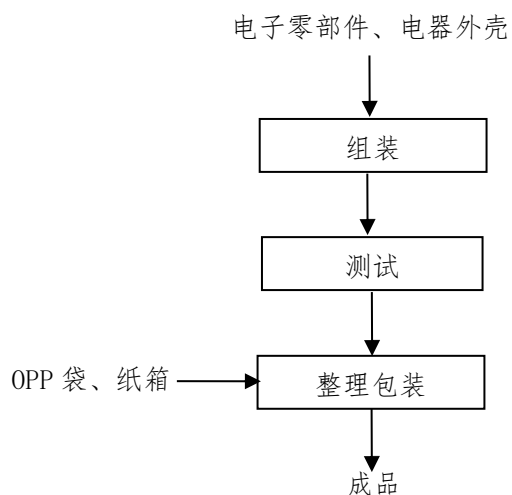 电子零部件、电器外壳
组装
测试
OPP 袋、纸箱
整理包装
成品